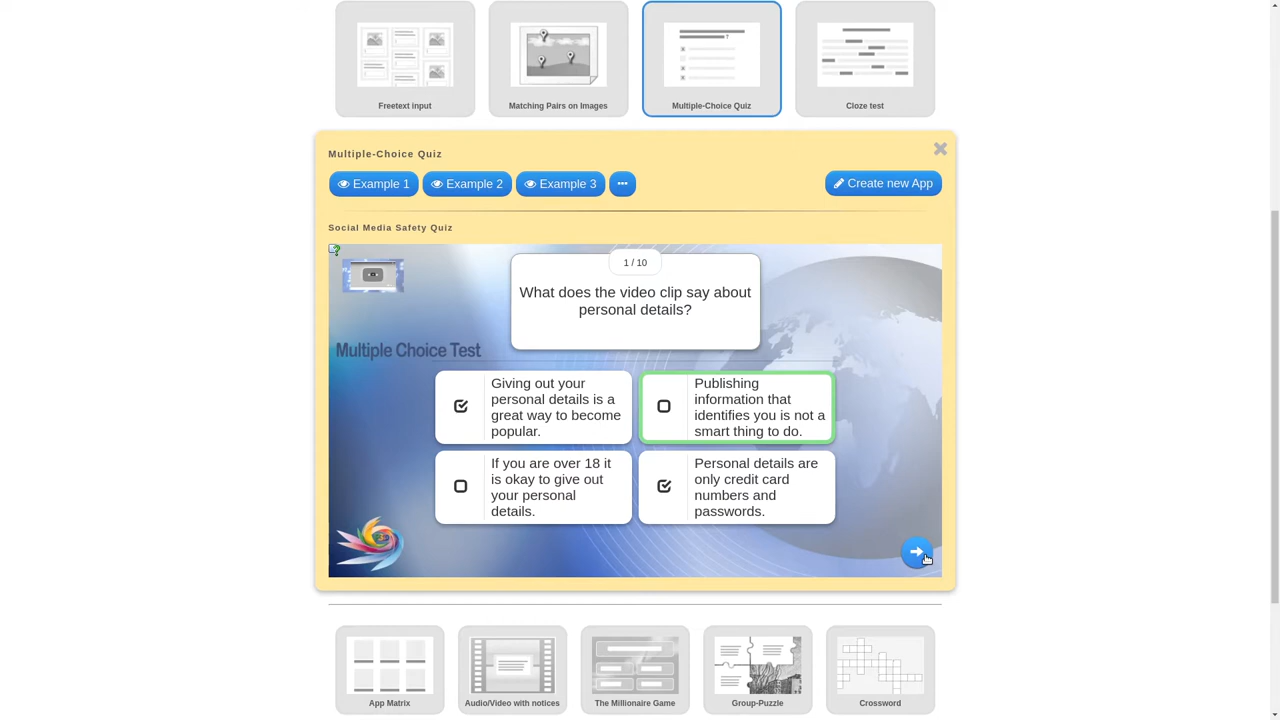 Freetext input
Matching Pairs on Images
Multiple-Choice Quiz
Cloze test
Multiple-Choice Quiz
Example 1
Example 2
Example 3
Create new App
Social Media Safety Quiz
1 / 10
What does the video clip say about
personal details?
Multiple Choice Test
Giving out your
personal details is a
great way to become
popular.
Publishing
information that
identifies you is not a
smart thing to do.
If you are over 18 it
is okay to give out
your personal
details.
Personal details are
only credit card
numbers and
passwords.
App Matrix
Audio/Video with notices
The Millionaire Game
Group-Puzzle
Crossword